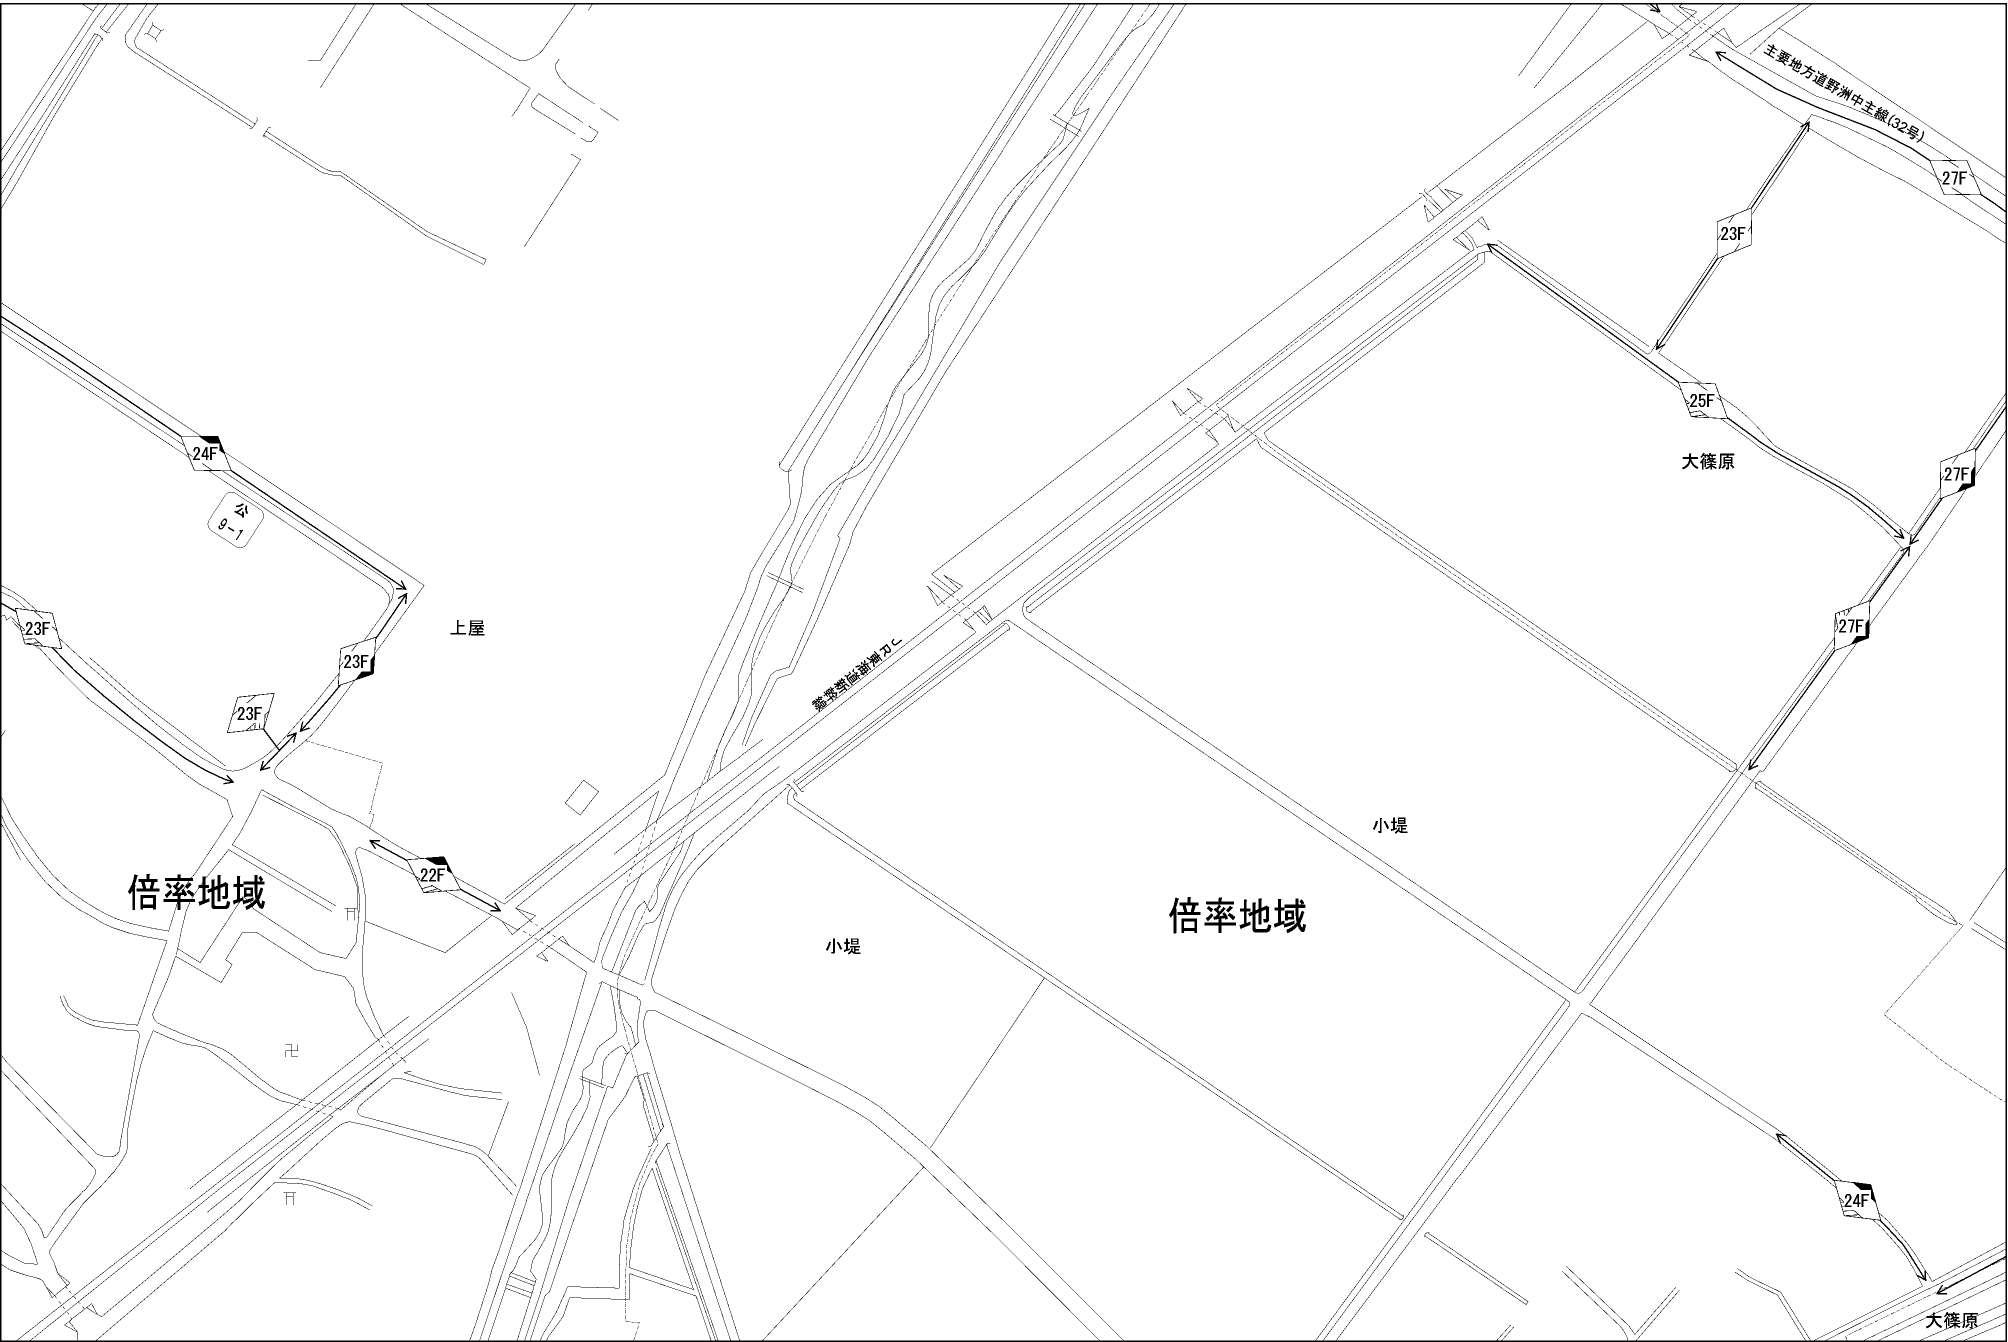 主要地方道野洲中主線(32号)
27F
23F
25F
大篠原
24F
27F
公
9-1
23F
上屋
27F
23F
JR東海道新幹線
23F
小堤
22F
倍率地域
倍率地域
小堤
24F
大篠原